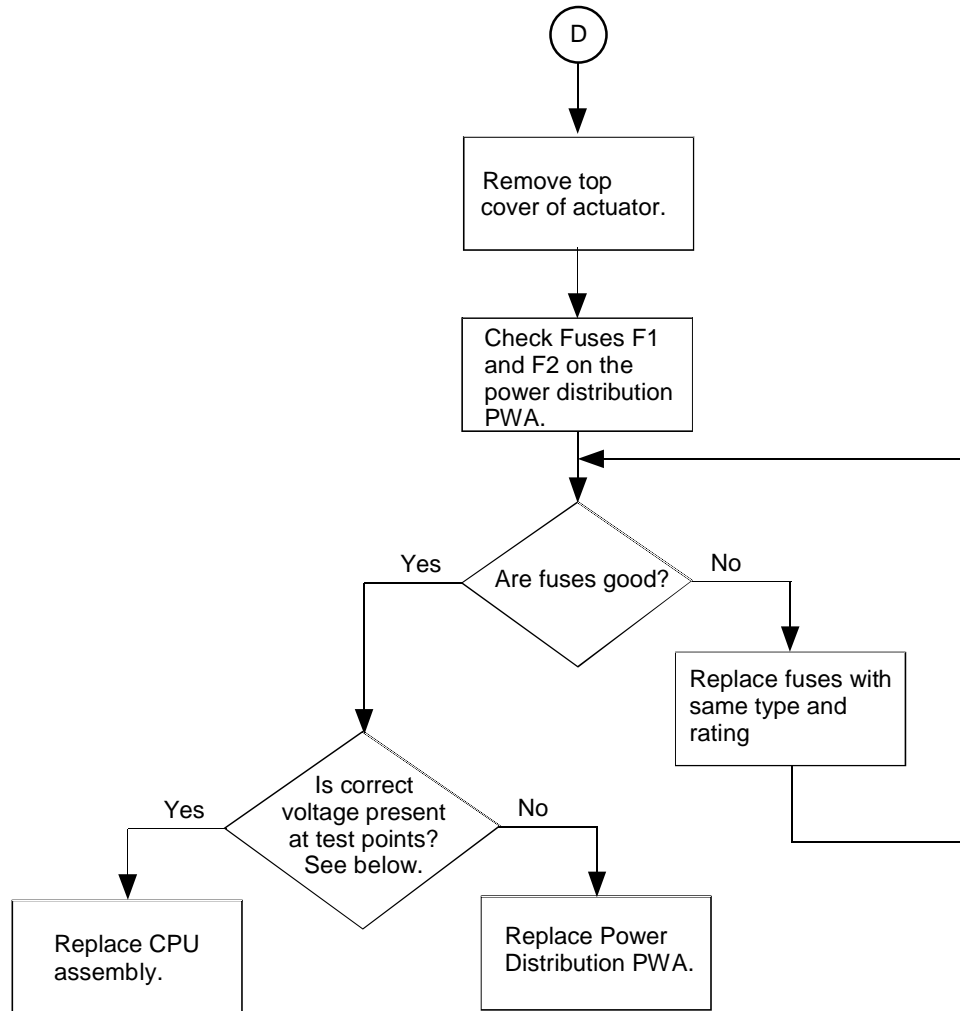 D
Remove top
cover of actuator.
Check Fuses F1
and F2 on the
power distribution
PWA.
Yes
Are fuses good?
No
Replace fuses with
same type and
rating
Yes
Is correct
voltage present
at test points?
See below.
No
Replace CPU
assembly.
Replace Power
Distribution PWA.